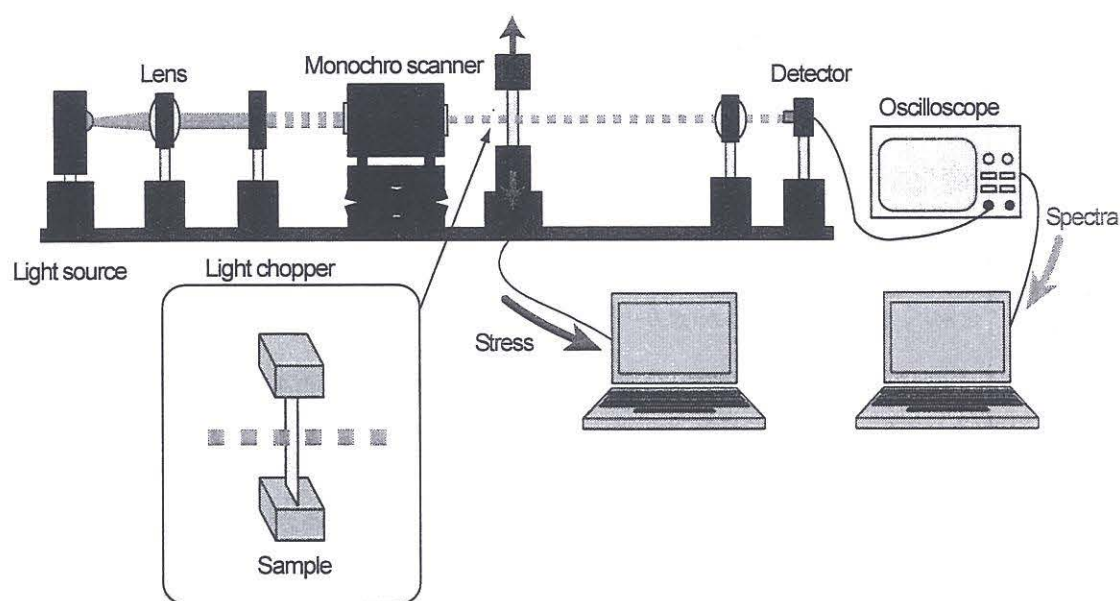 Lens
Monochro scanner
Detector
Oscilloscope
Spectra
Light source
Light chopper
Stress
Sample